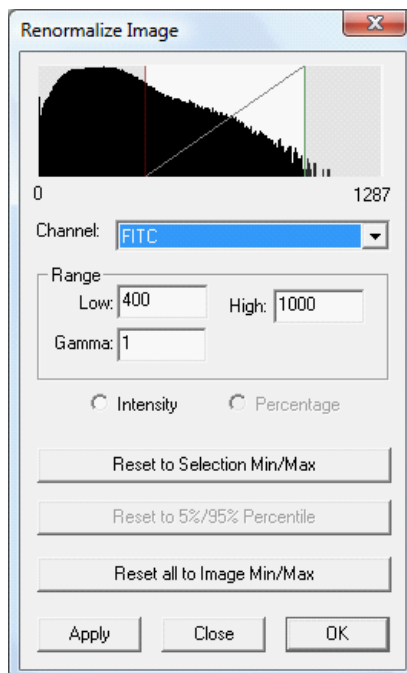 Renormalize Image
0 1287
Channel: FITC
Range
Low: 400 High: 1000
Gamma: 1
Intensity Percentage
Reset to Selection Min/Max
Reset to 5%/95% Percentile
Reset all to Image Min/Max
Apply Close OK